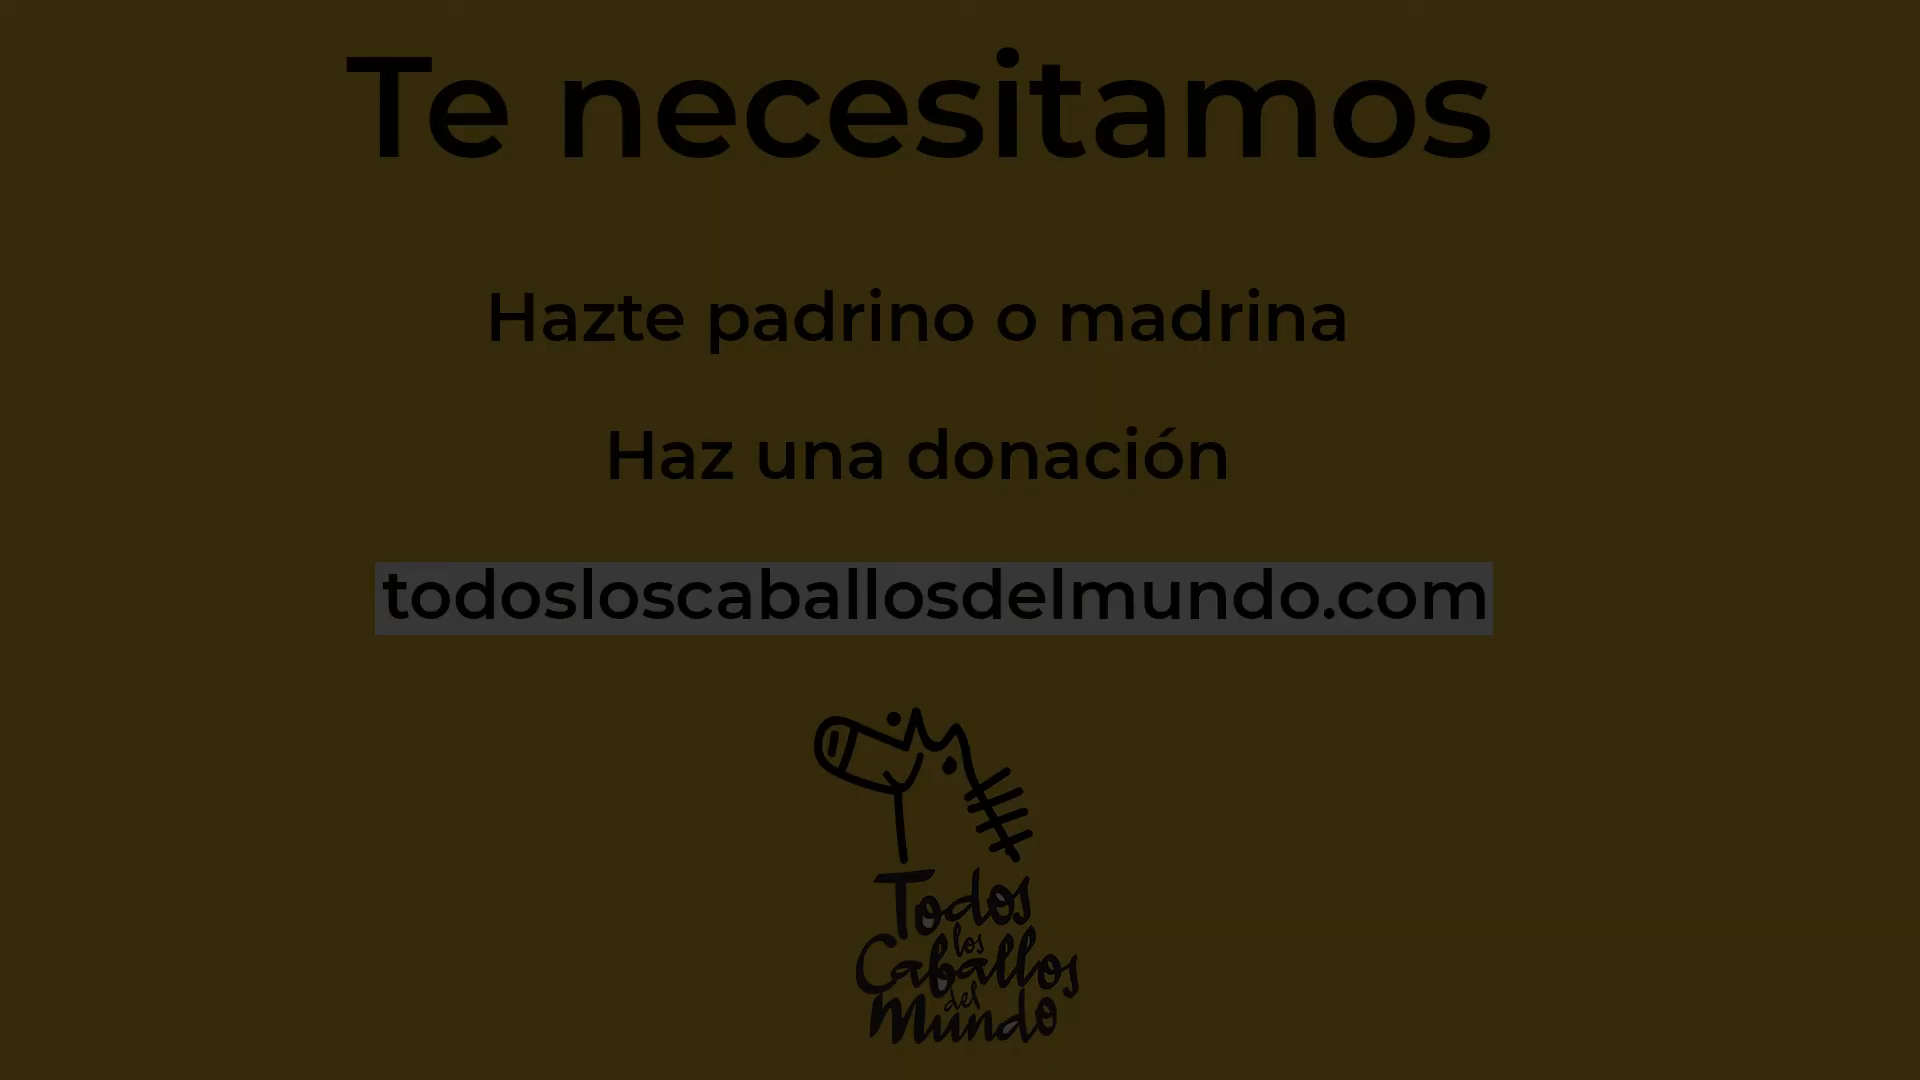 Te necesitamos
Hazte padrino o madrina
Haz una donación
todosloscaballosdelmundo.com
Todos
los
Caballos
del
Mundo